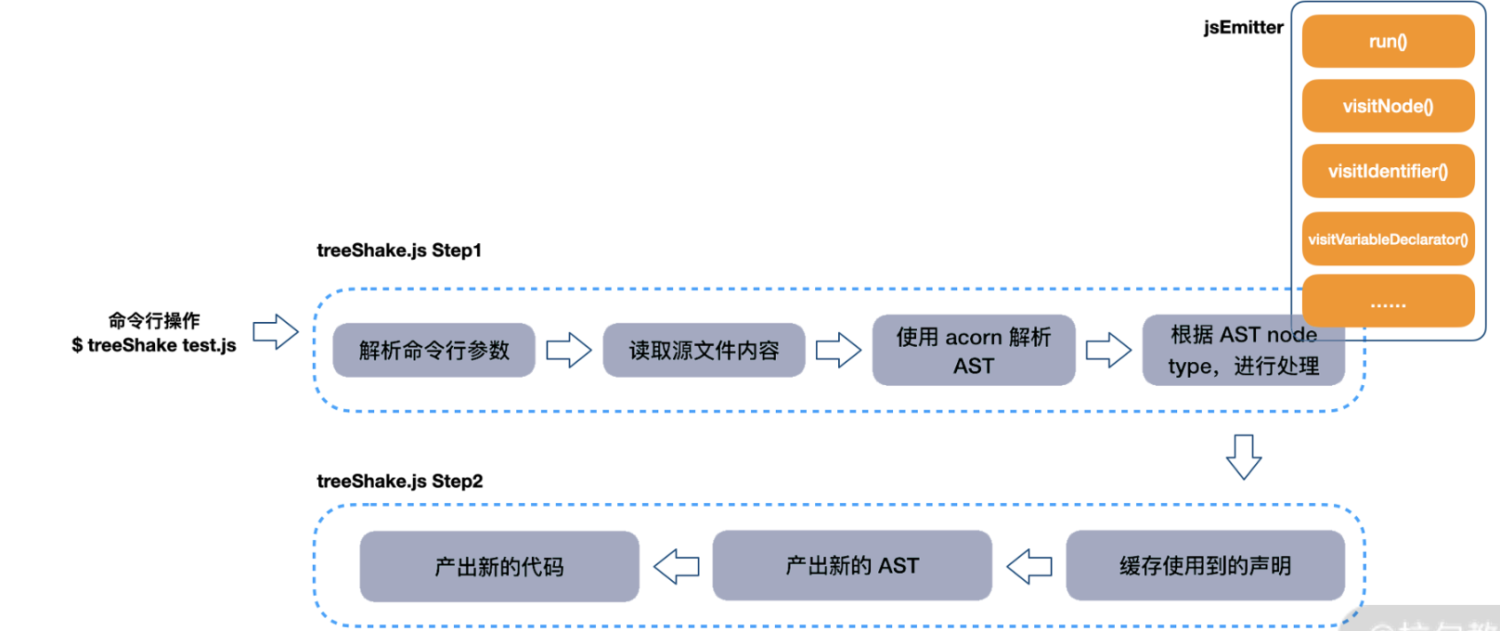 jsEmitter
run()
visitNode()
visitIdentifier()
visitVariableDeclarator()
......
treeShake.js Step1
命令行操作
$ treeShake test.js
解析命令行参数
读取源文件内容
使用 acorn 解析
AST
根据 AST node
type，进行处理
treeShake.js Step2
产出新的代码
产出新的 AST
缓存使用到的声明